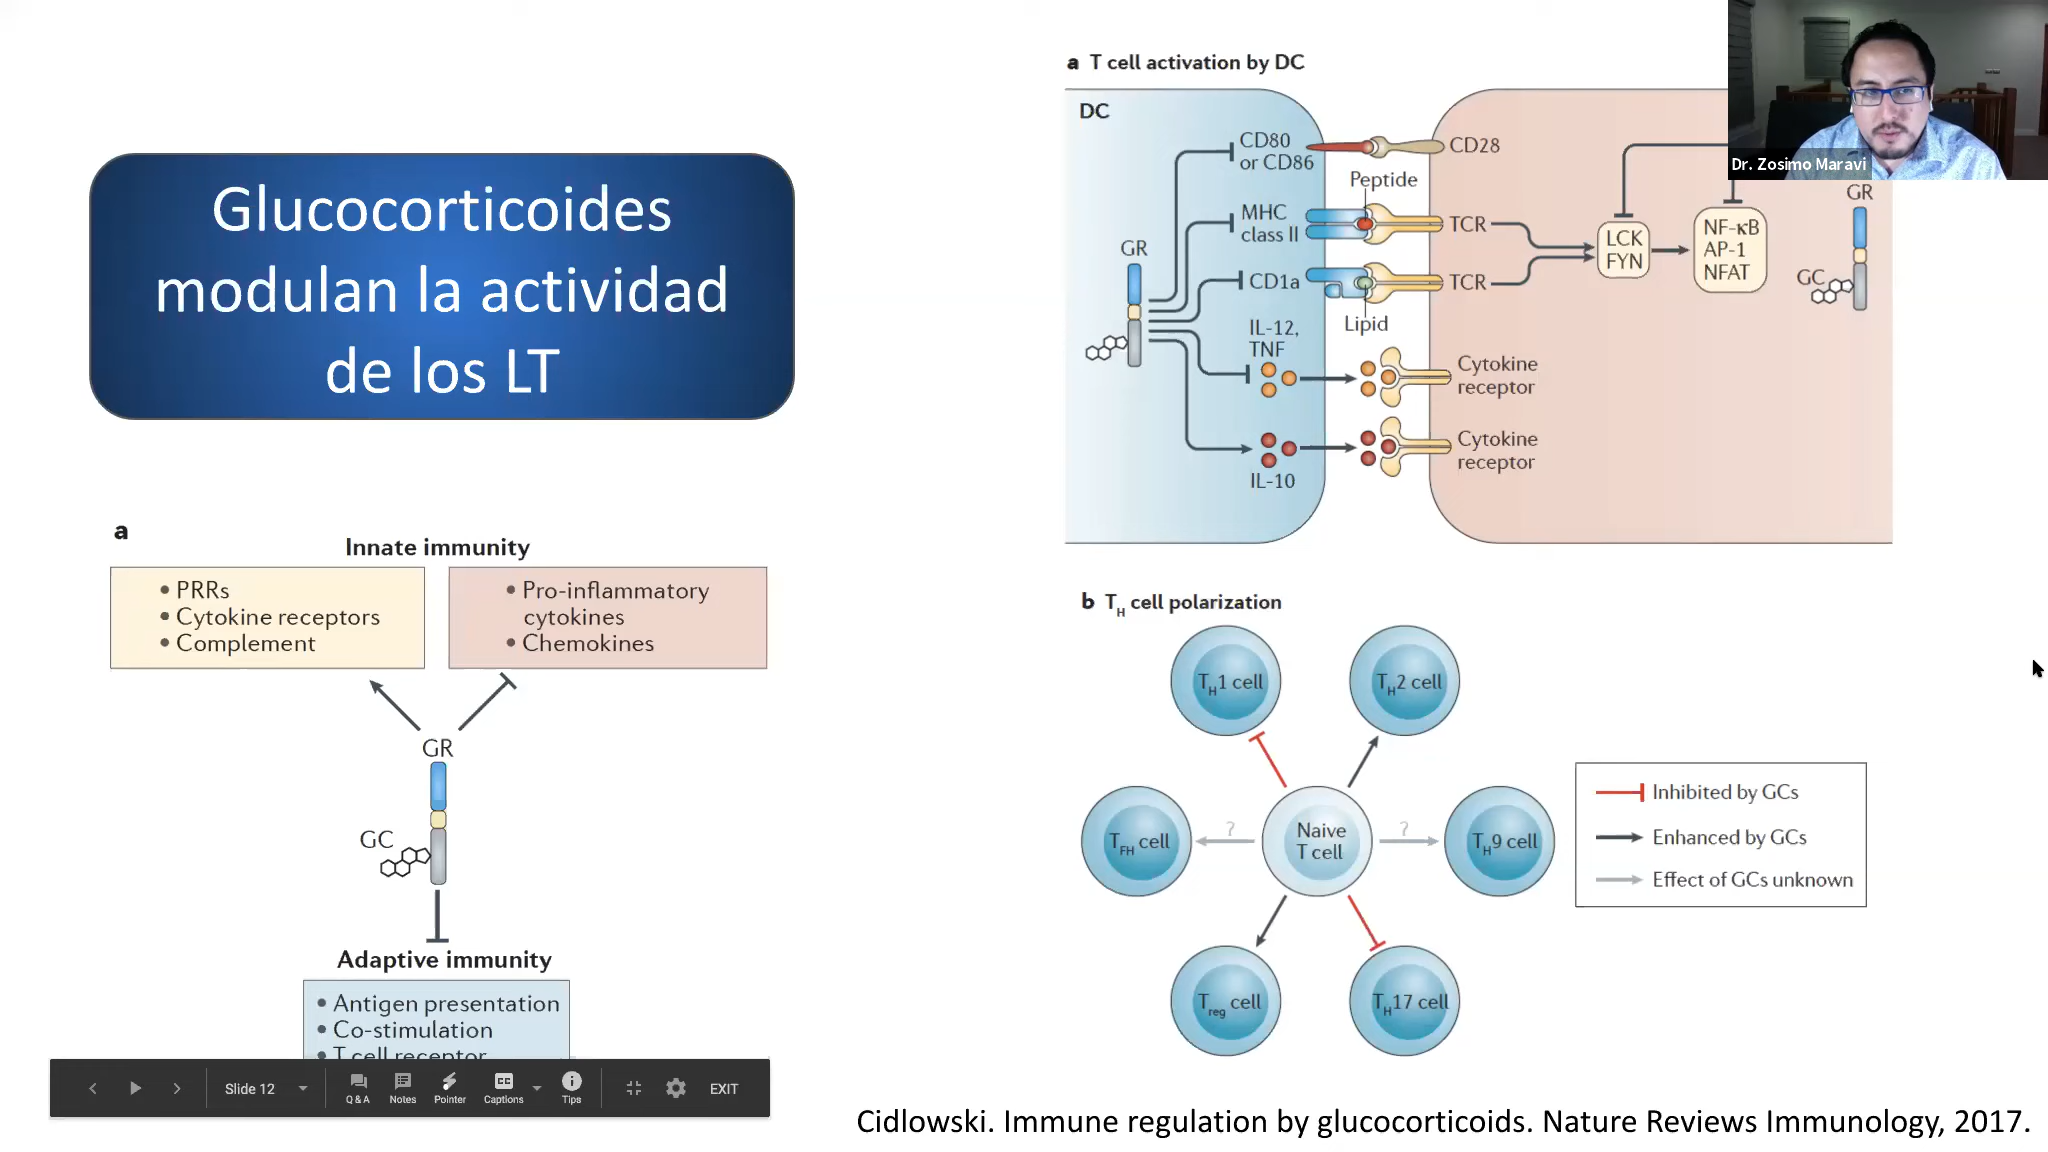 Glucocorticoides
modulan la actividad
de los LT
a
Innate immunity
• PRRs
• Cytokine receptors
• Complement
• Pro-inflammatory
cytokines
• Chemokines
GR
GC
Adaptive immunity
• Antigen presentation
• Co-stimulation
• T cell receptor
Slide 12
Q & A
Notes
Pointer
CC
Captions
Tips
EXIT
a T cell activation by DC
DC
CD80
or CD86
CD28
Peptide
MHC
class II
TCR
GR
CD1a
TCR
Lipid
IL-12,
TNF
Cytokine
receptor
Cytokine
receptor
IL-10
LCK
FYN
NF-κB
AP-1
NFAT
GR
GC
Dr. Zosimo Maravi
b TH cell polarization
TH1 cell
TH2 cell
TFH cell
?
Naive
T cell
?
TH9 cell
Treg cell
TH17 cell
Inhibited by GCs
Enhanced by GCs
Effect of GCs unknown
Cidlowski. Immune regulation by glucocorticoids. Nature Reviews Immunology, 2017.